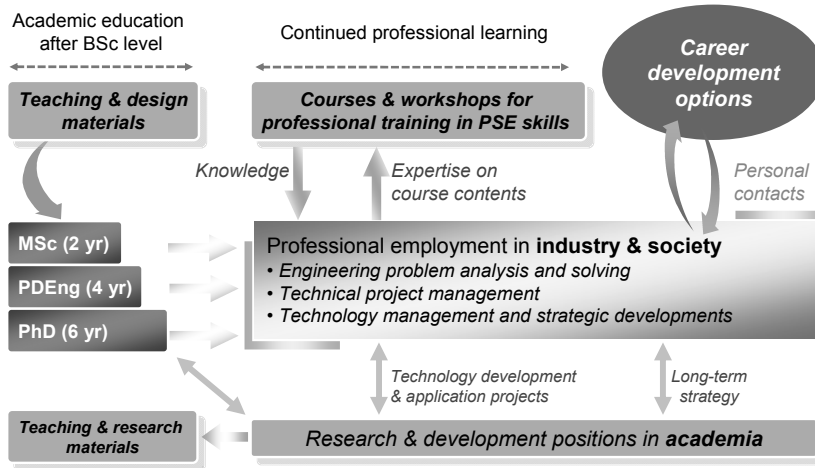 Academic education
after BSc level
Continued professional learning
Career
development
options
Teaching & design
materials
Courses & workshops for
professional training in PSE skills
Knowledge
Expertise on
course contents
Personal
contacts
MSc (2 yr)
PDEng (4 yr)
PhD (6 yr)
Professional employment in industry & society
• Engineering problem analysis and solving
• Technical project management
• Technology management and strategic developments
Technology development
& application projects
Long-term
strategy
Teaching & research
materials
Research & development positions in academia